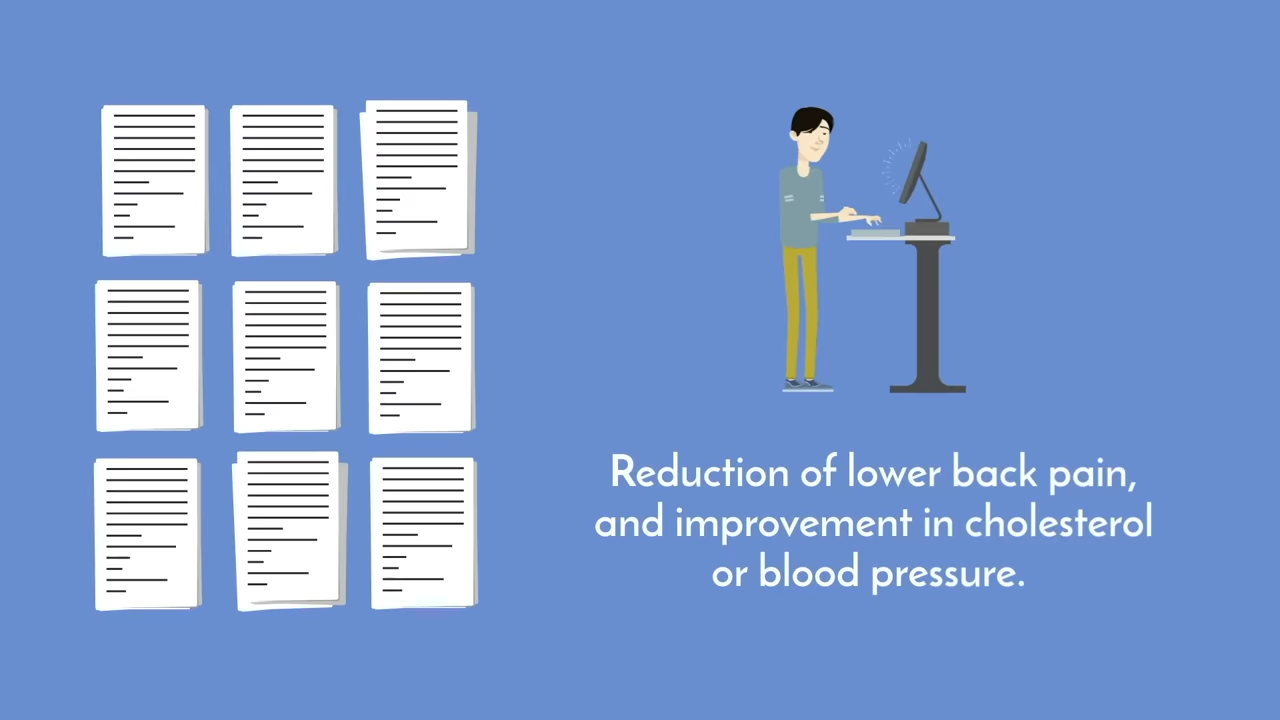 Reduction of lower back pain,
and improvement in cholesterol
or blood pressure.